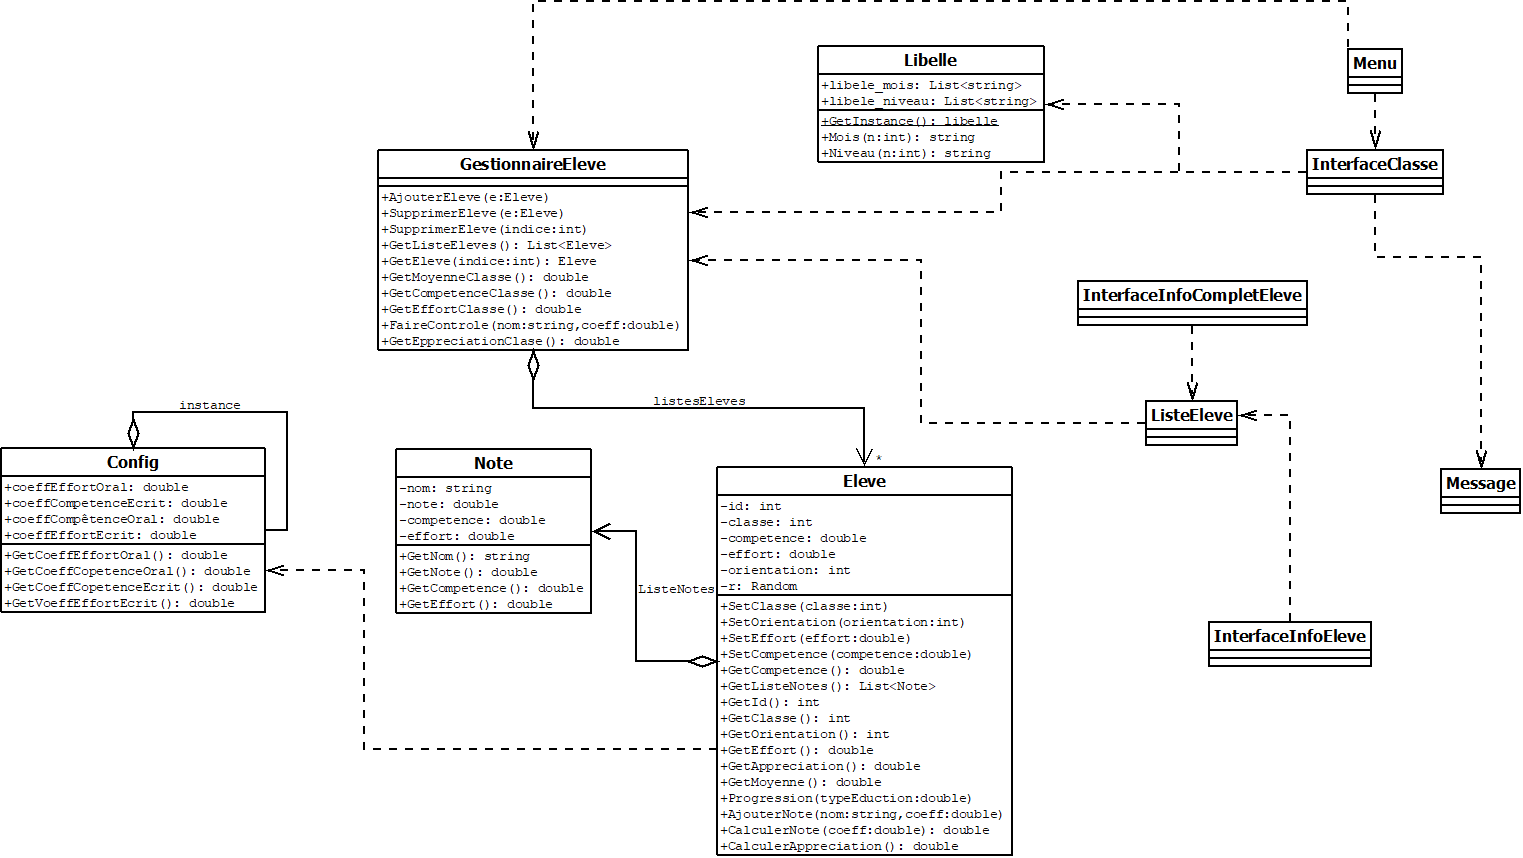 Menu
Libelle
+libele_mois: List<string>
+libele_niveau: List<string>
+GetInstance(): libelle
+Mois(n:int): string
+Niveau(n:int): string
InterfaceClasse
GestionnaireEleve
+AjouterEleve(e:Eleve)
+SupprimerEleve(e:Eleve)
+SupprimerEleve(indice:int)
+GetListeEleves(): List<Eleve>
+GetEleve(indice:int): Eleve
+GetMoyenneClasse(): double
+GetCompetenceClasse(): double
+GetEffortClasse(): double
+FaireControle(nom:string,coeff:double)
+GetEppreciationClase(): double
InterfaceInfoCompletEleve
listesEleves
*
ListeEleve
instance
Config
+coeffEffortOral: double
+coeffCompetenceEcrit: double
+coeffCompêtenceOral: double
+coeffEffortEcrit: double
+GetCoeffEffortOral(): double
+GetCoeffCopetenceOral(): double
+GetCoeffCopetenceEcrit(): double
+GetVoeffEffortEcrit(): double
Note
-nom: string
-note: double
-competence: double
-effort: double
+GetNom(): string
+GetNote(): double
+GetCompetence(): double
+GetEffort(): double
ListeNotes
Eleve
-id: int
-classe: int
-competence: double
-effort: double
-orientation: int
-r: Random
+SetClasse(classe:int)
+SetOrientation(orientation:int)
+SetEffort(effort:double)
+SetCompetence(competence:double)
+GetCompetence(): double
+GetListeNotes(): List<Note>
+GetId(): int
+GetClasse(): int
+GetOrientation(): int
+GetEffort(): double
+GetAppreciation(): double
+GetMoyenne(): double
+Progression(typeEduction:double)
+AjouterNote(nom:string,coeff:double)
+CalculerNote(coeff:double): double
+CalculerAppreciation(): double
Message
InterfaceInfoEleve